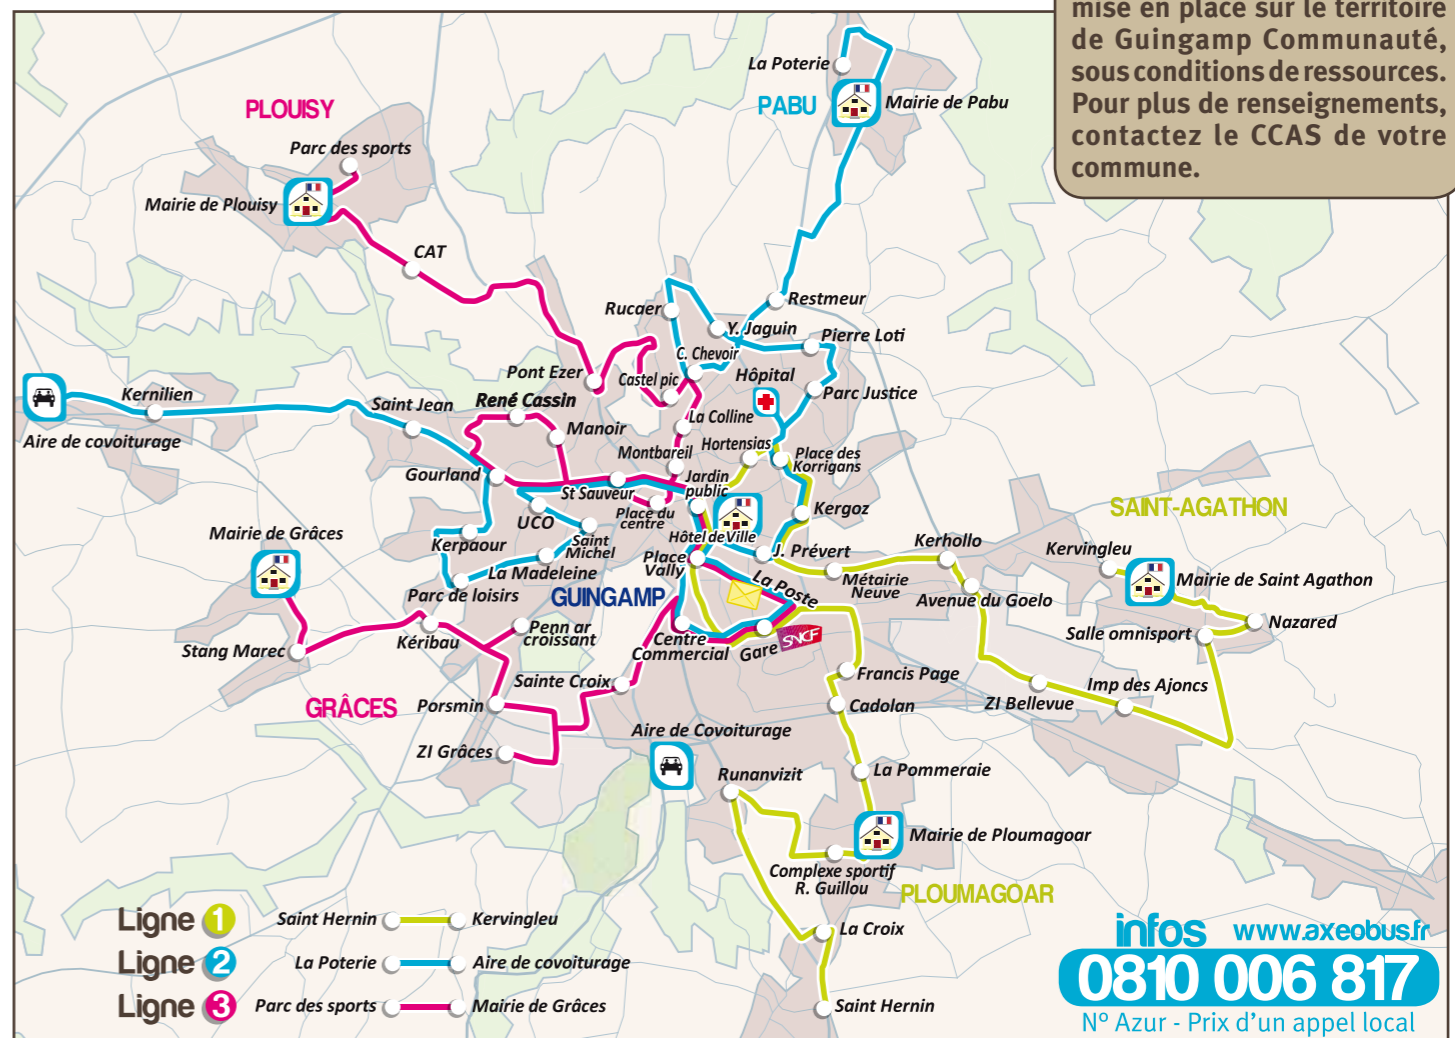 mise en place sur le territoire
de Guingamp Communauté,
sous conditions de ressources.
Pour plus de renseignements,
contactez le CCAS de votre
commune.
La Poterie
PABU
Mairie de Pabu
PLOUISY
Parc des sports
Mairie de Plouisy
CAT
Restmeur
Rucaer
Y. Jaguin
Pierre Loti
C. Chevoir
Pont Ezer
Castel pic
Hôpital
Parc Justice
Kernilien
Aire de covoiturage
Saint Jean
René Cassin
Manoir
La Colline
Hortensias
Montbareil
Place des
Korrigans
Gourland
St Sauveur
Jardin
public
Place du
centre
Kergoz
UCO
Saint
Michel
Hôtel de Ville
J. Prévert
SAINT-AGATHON
Mairie de Grâces
Kerpaour
La Madeleine
Place
Vally
Métairie
Neuve
Kerhollo
Kervingleu
Mairie de Saint Agathon
Parc de loisirs
GUINGAMP
La Poste
Avenue du Goelo
Nazared
Salle omnisport
Stang Marec
Kéribau
Penn ar
croissant
Centre
Commercial
Gare
SNCF
Francis Page
Sainte Croix
GRÂCES
Porsmin
Cadolan
ZI Bellevue
Imp des Ajoncs
ZI Grâces
Aire de Covoiturage
La Pommeraie
Runanvizit
Mairie de Ploumagoar
Complexe sportif
R. Guillou
PLOUMAGOAR
La Croix
Saint Hernin
Ligne 1 Saint Hernin Kervingleu
Ligne 2 La Poterie Aire de covoiturage
Ligne 3 Parc des sports Mairie de Grâces
infos www.axeobus.fr
0810 006 817
N° Azur - Prix d'un appel local